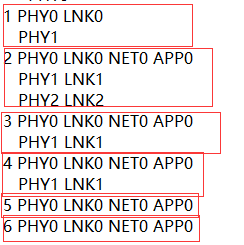 1 PHY0 LNK0
PHY1
2 PHY0 LNK0 NET0 APP0
PHY1 LNK1
PHY2 LNK2
3 PHY0 LNK0 NET0 APP0
PHY1 LNK1
4 PHY0 LNK0 NET0 APP0
PHY1 LNK1
5 PHY0 LNK0 NET0 APP0
6 PHY0 LNK0 NET0 APP0